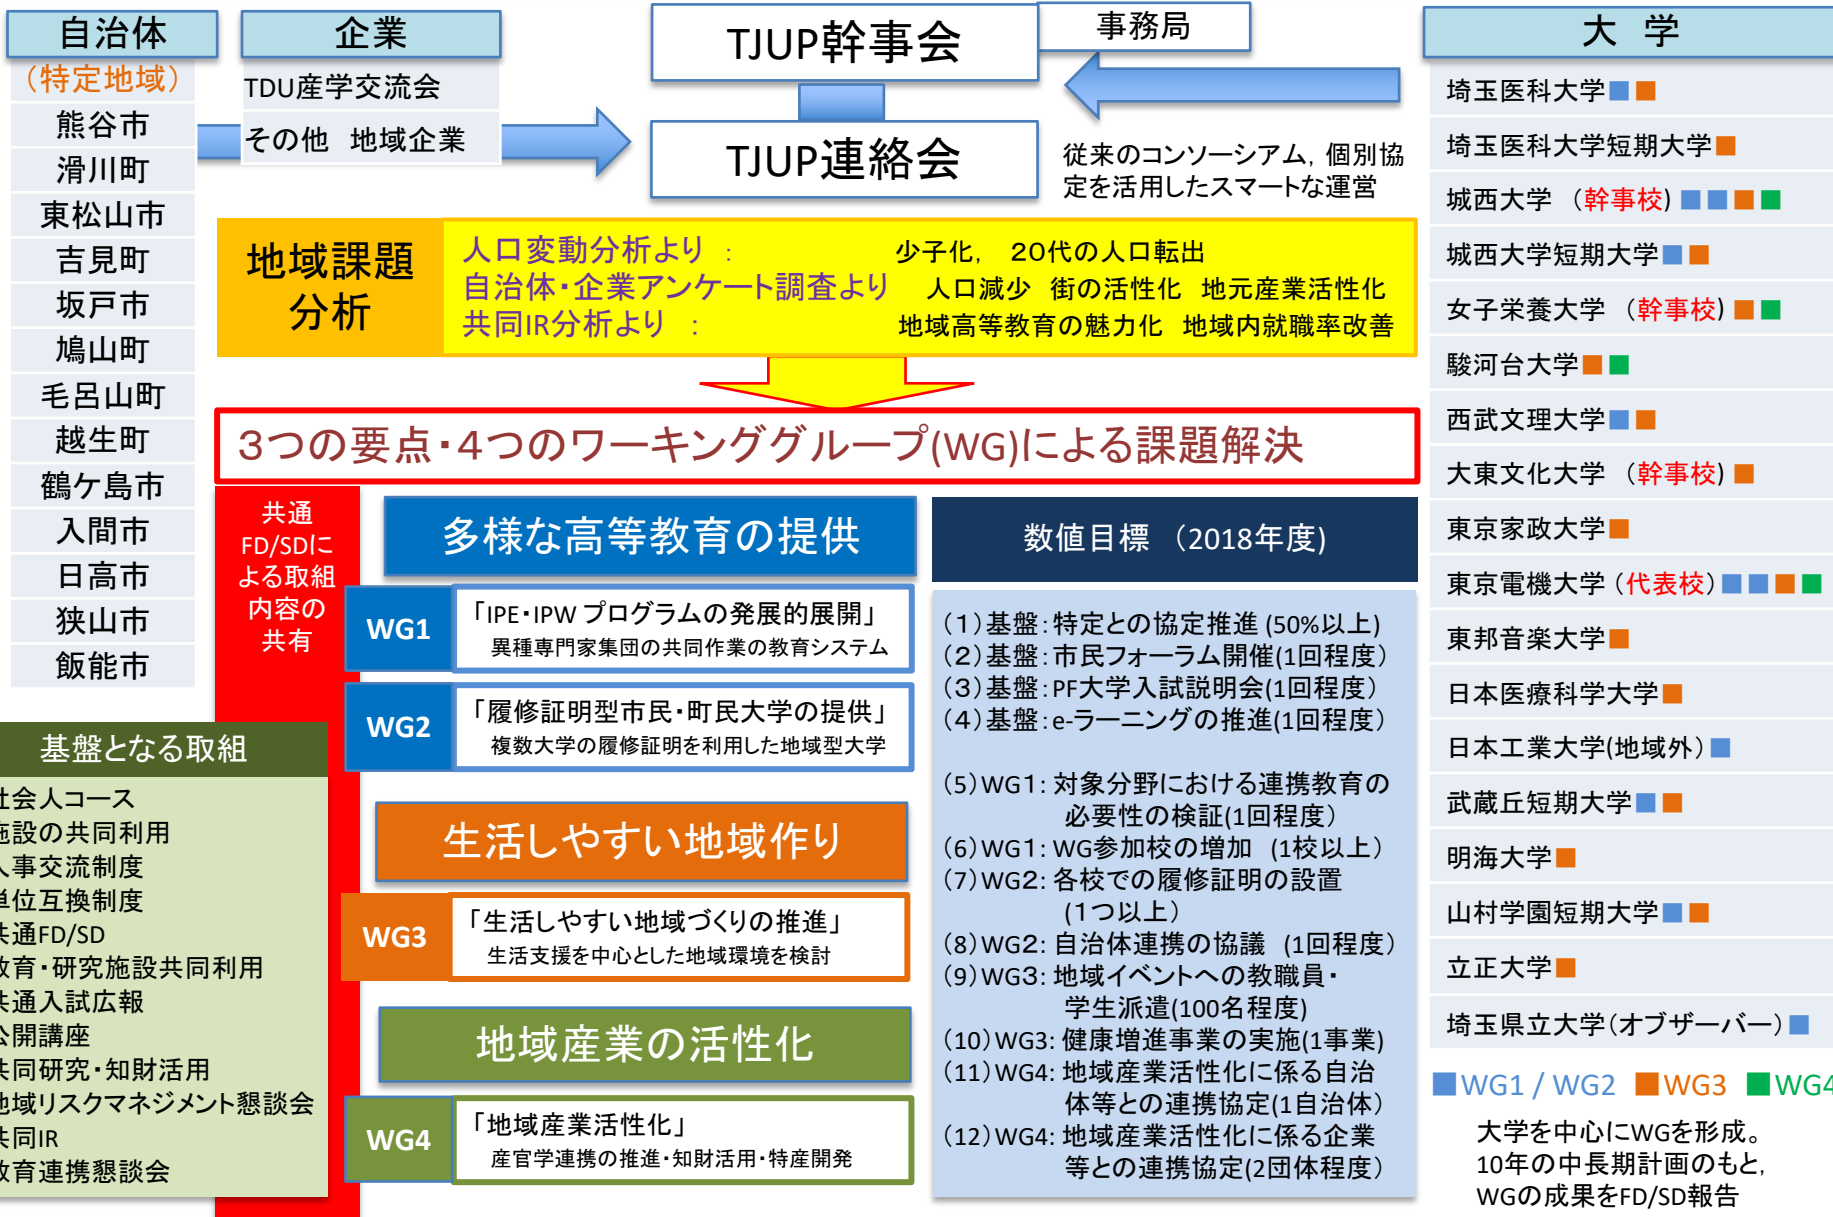 自治体
（特定地域）
熊谷市
滑川町
東松山市
吉見町
坂戸市
鳩山町
毛呂山町
越生町
鶴ケ島市
入間市
日高市
狭山市
飯能市
企業
TDU産学交流会
その他　地域企業
TJUP幹事会
事務局
TJUP連絡会
従来のコンソーシアム，個別協
定を活用したスマートな運営
地域課題
分析
人口変動分析より　：　少子化，　２０代の人口転出
自治体・企業アンケート調査より　人口減少　街の活性化　地元産業活性化
共同IR分析より　：　地域高等教育の魅力化　地域内就職率改善
３つの要点・４つのワーキンググループ(WG)による課題解決
共通
FD/SDに
よる取組
内容の
共有
多様な高等教育の提供
WG1
「IPE・IPW プログラムの発展的展開」
異種専門家集団の共同作業の教育システム
WG2
「履修証明型市民・町民大学の提供」
複数大学の履修証明を利用した地域型大学
生活しやすい地域作り
WG3
「生活しやすい地域づくりの推進」
生活支援を中心とした地域環境を検討
地域産業の活性化
WG4
「地域産業活性化」
産官学連携の推進・知財活用・特産開発
基盤となる取組
社会人コース
施設の共同利用
人事交流制度
単位互換制度
共通FD/SD
教育・研究施設共同利用
共通入試広報
公開講座
共同研究・知財活用
地域リスクマネジメント懇談会
共同IR
教育連携懇談会
数値目標　（2018年度)
（１）基盤：特定との協定推進 (50%以上)
（２）基盤：市民フォーラム開催(1回程度）
（３）基盤：PF大学入試説明会(1回程度）
（４）基盤：e-ラーニングの推進(1回程度）
（５）WG１：対象分野における連携教育の
必要性の検証(1回程度）
（６）WG１：WG参加校の増加　(1校以上）
（７）WG２：各校での履修証明の設置
(１つ以上）
（８）WG２：自治体連携の協議　(1回程度）
（９）WG３：地域イベントへの教職員・
学生派遣(100名程度)
（１０）WG３：健康増進事業の実施(1事業)
（１１）WG４：地域産業活性化に係る自治
体等との連携協定(1自治体）
（１２）WG４：地域産業活性化に係る企業
等との連携協定(2団体程度）
大　学
埼玉医科大学■■
埼玉医科大学短期大学■
城西大学　（幹事校) ■■■■
城西大学短期大学■■
女子栄養大学　（幹事校) ■■
駿河台大学■■
西武文理大学■■
大東文化大学　（幹事校) ■
東京家政大学■
東京電機大学（代表校）■■■■
東邦音楽大学■
日本医療科学大学■
日本工業大学(地域外）■
武蔵丘短期大学■■
明海大学■
山村学園短期大学■■
立正大学■
埼玉県立大学（オブザーバー）■
■WG1 / WG2　■WG3　■WG4
大学を中心にWGを形成。
10年の中長期計画のもと，
WGの成果をFD/SD報告